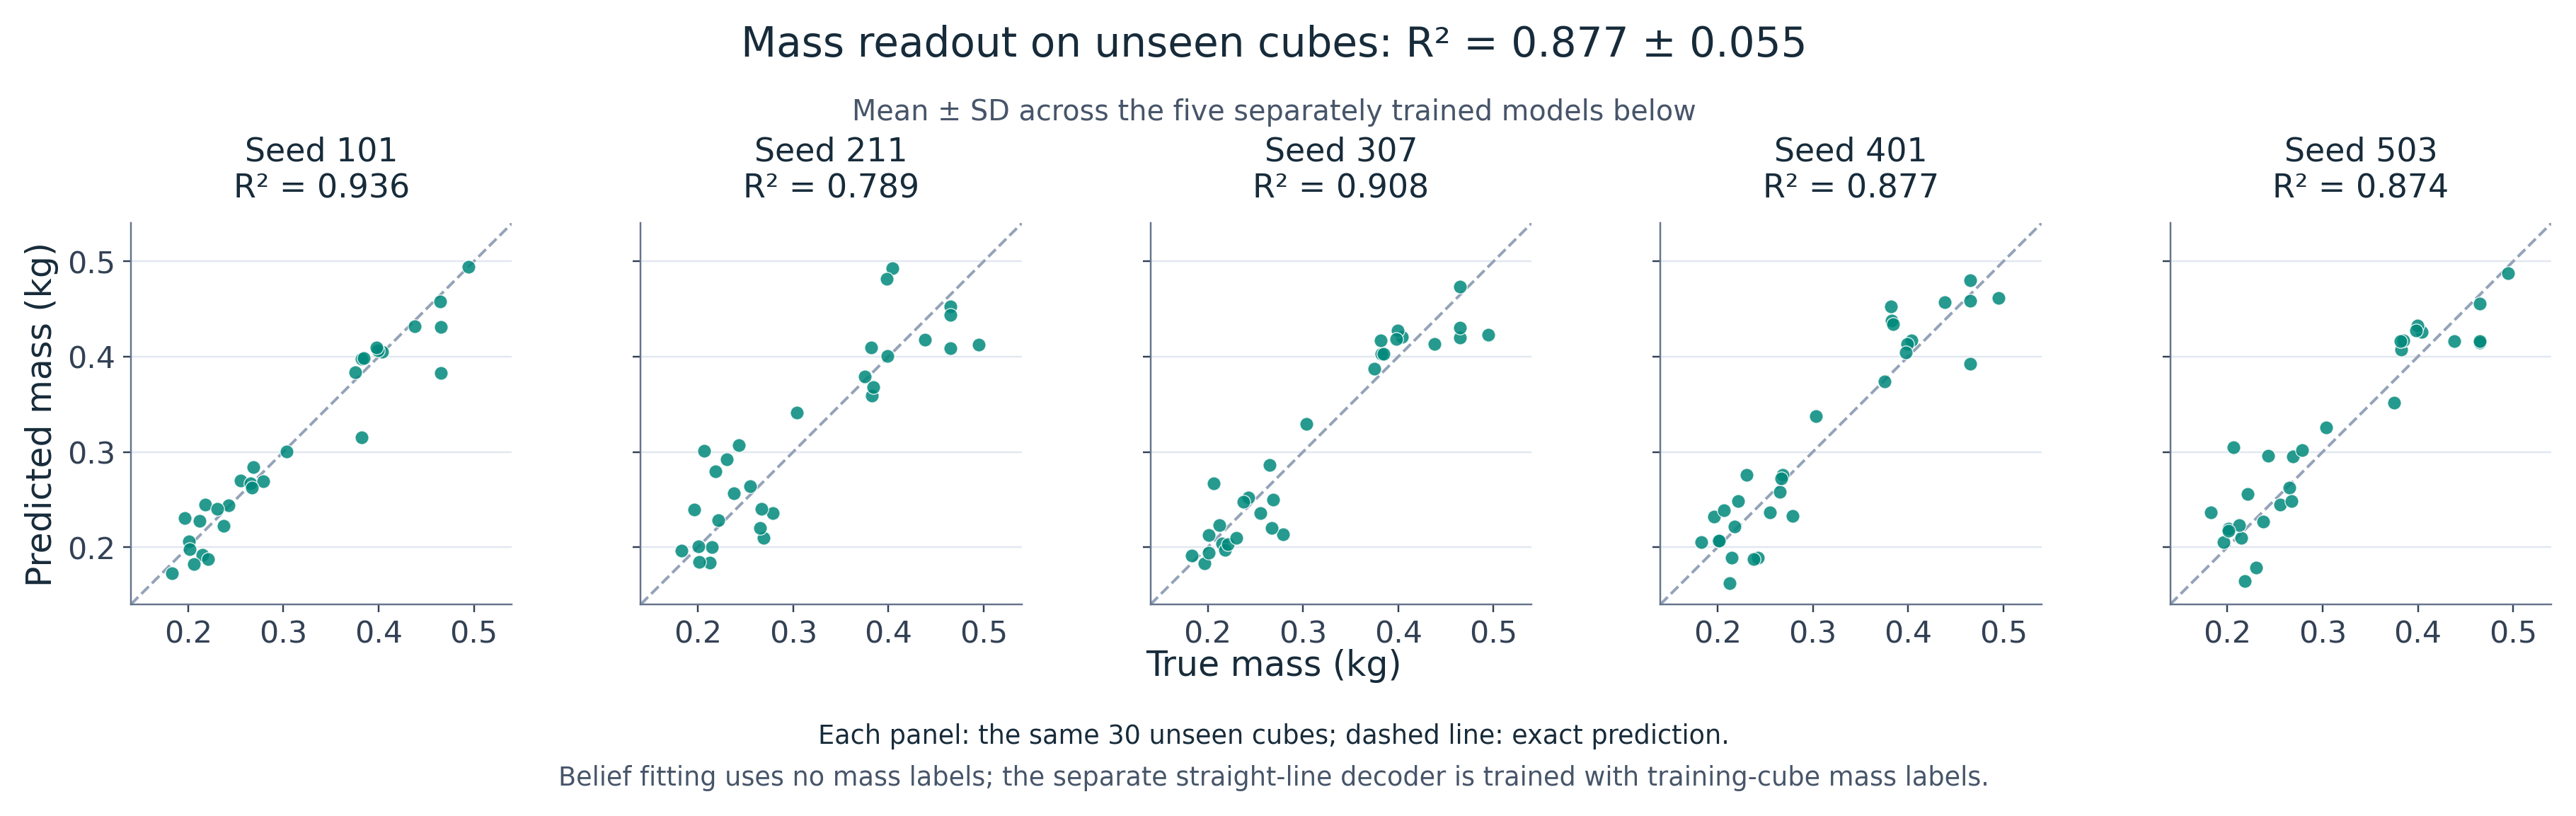 Mass readout on unseen cubes: R² = 0.877 ± 0.055
Mean ± SD across the five separately trained models below
Seed 101
R² = 0.936
Seed 211
R² = 0.789
Seed 307
R² = 0.908
Seed 401
R² = 0.877
Seed 503
R² = 0.874
Predicted mass (kg)
0.5
0.4
0.3
0.2
0.2 0.3 0.4 0.5
0.2 0.3 0.4 0.5
0.2 0.3 0.4 0.5
0.2 0.3 0.4 0.5
0.2 0.3 0.4 0.5
True mass (kg)
Each panel: the same 30 unseen cubes; dashed line: exact prediction.
Belief fitting uses no mass labels; the separate straight-line decoder is trained with training-cube mass labels.